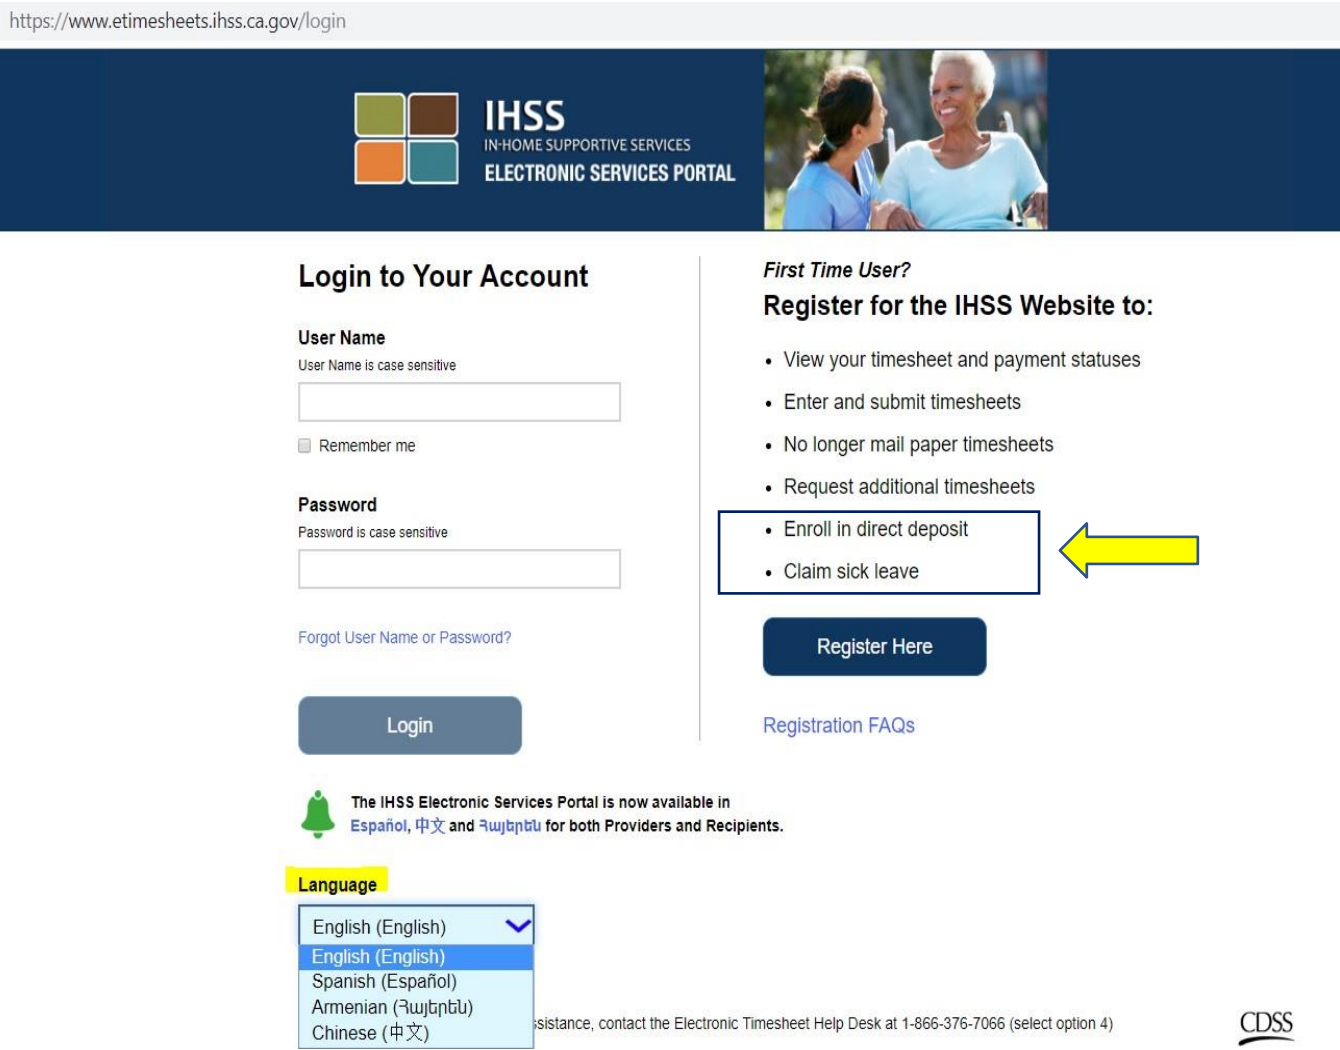 https://www.etimesheets.ihss.ca.gov/login
IHSS
IN-HOME SUPPORTIVE SERVICES
ELECTRONIC SERVICES PORTAL
Login to Your Account
User Name
User Name is case sensitive
Remember me
Password
Password is case sensitive
Forgot User Name or Password?
Login
First Time User?
Register for the IHSS Website to:
• View your timesheet and payment statuses
• Enter and submit timesheets
• No longer mail paper timesheets
• Request additional timesheets
• Enroll in direct deposit
• Claim sick leave
Register Here
Registration FAQs
The IHSS Electronic Services Portal is now available in
Español, 中文 and Հայերեն for both Providers and Recipients.
Language
English (English)
English (English)
Spanish (Español)
Armenian (Հայերեն)
Chinese (中文)
sistance, contact the Electronic Timesheet Help Desk at 1-866-376-7066 (select option 4)
CDSS